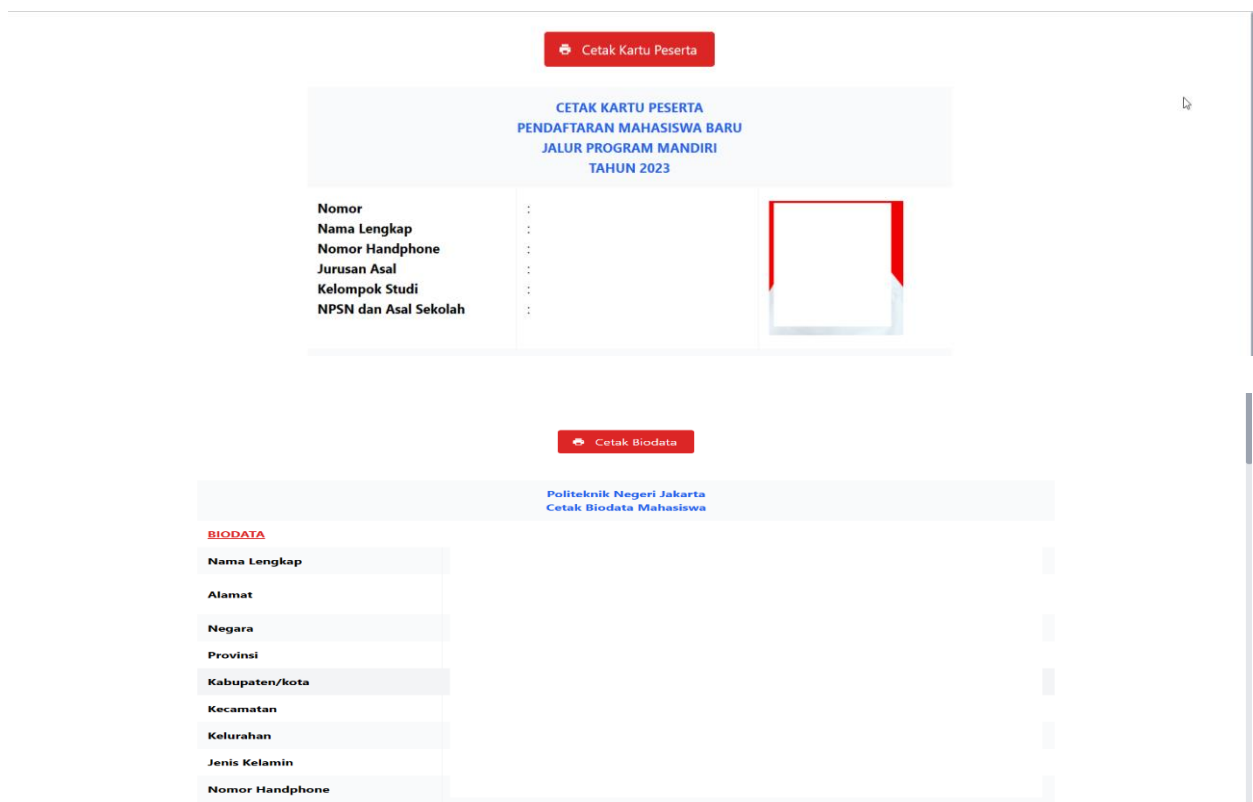 Cetak Kartu Peserta
CETAK KARTU PESERTA
PENDAFTARAN MAHASISWA BARU
JALUR PROGRAM MANDIRI
TAHUN 2023
Nomor :
Nama Lengkap :
Nomor Handphone :
Jurusan Asal :
Kelompok Studi :
NPSN dan Asal Sekolah :
Cetak Biodata
Politeknik Negeri Jakarta
Cetak Biodata Mahasiswa
BIODATA
Nama Lengkap
Alamat
Negara
Provinsi
Kabupaten/kota
Kecamatan
Kelurahan
Jenis Kelamin
Nomor Handphone